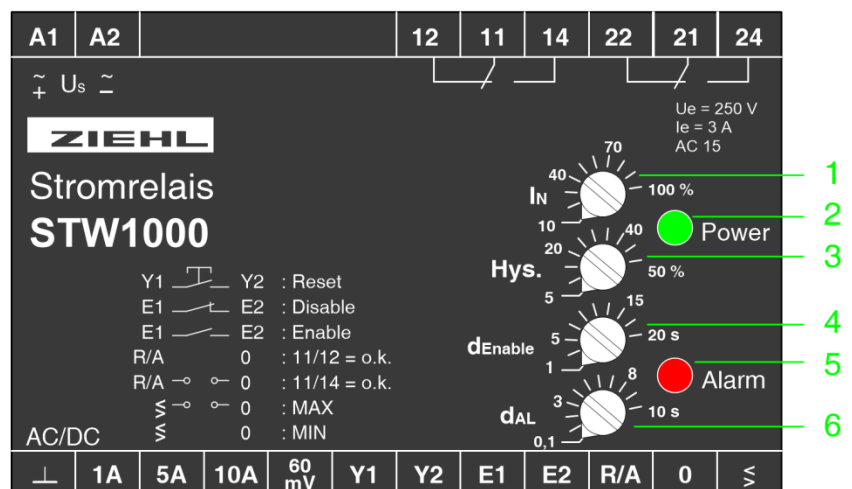 A1 A2 12 11 14 22 21 24
~ + Us ~ −
Ue = 250 V
Ie = 3 A
AC 15
ZIEHL
Stromrelais
STW1000
IN 10 40 70 100 % 1
Power 2
Hys. 5 20 40 50 % 3
dEnable 1 5 15 20 s 4
Alarm 5
dAL 0,1 3 8 10 s 6
Y1 Y2 : Reset
E1 E2 : Disable
E1 E2 : Enable
R/A 0 : 11/12 = o.k.
R/A 0 : 11/14 = o.k.
≶ 0 : MAX
≶ 0 : MIN
AC/DC
⊥ 1A 5A 10A 60 mV Y1 Y2 E1 E2 R/A 0 ≶